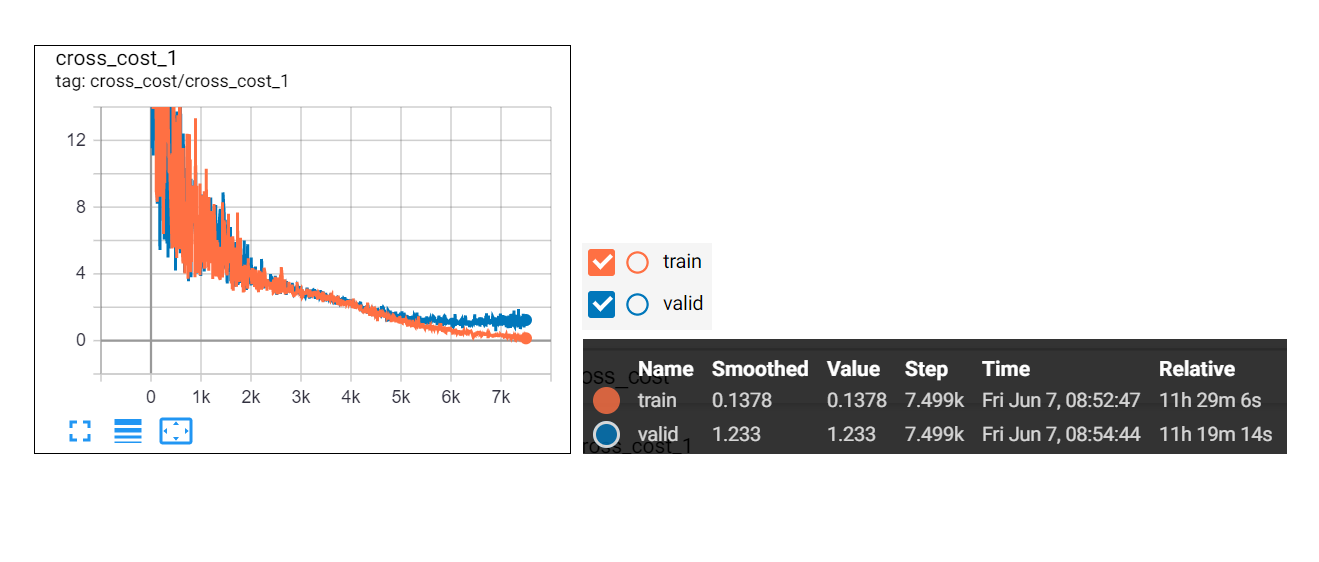 cross_cost_1
tag: cross_cost/cross_cost_1
12
8
4
0
0 1k 2k 3k 4k 5k 6k 7k
train
valid
oss_cost
Name Smoothed Value Step Time Relative
train 0.1378 0.1378 7.499k Fri Jun 7, 08:52:47 11h 29m 6s
valid 1.233 1.233 7.499k Fri Jun 7, 08:54:44 11h 19m 14s
ross_cost_1